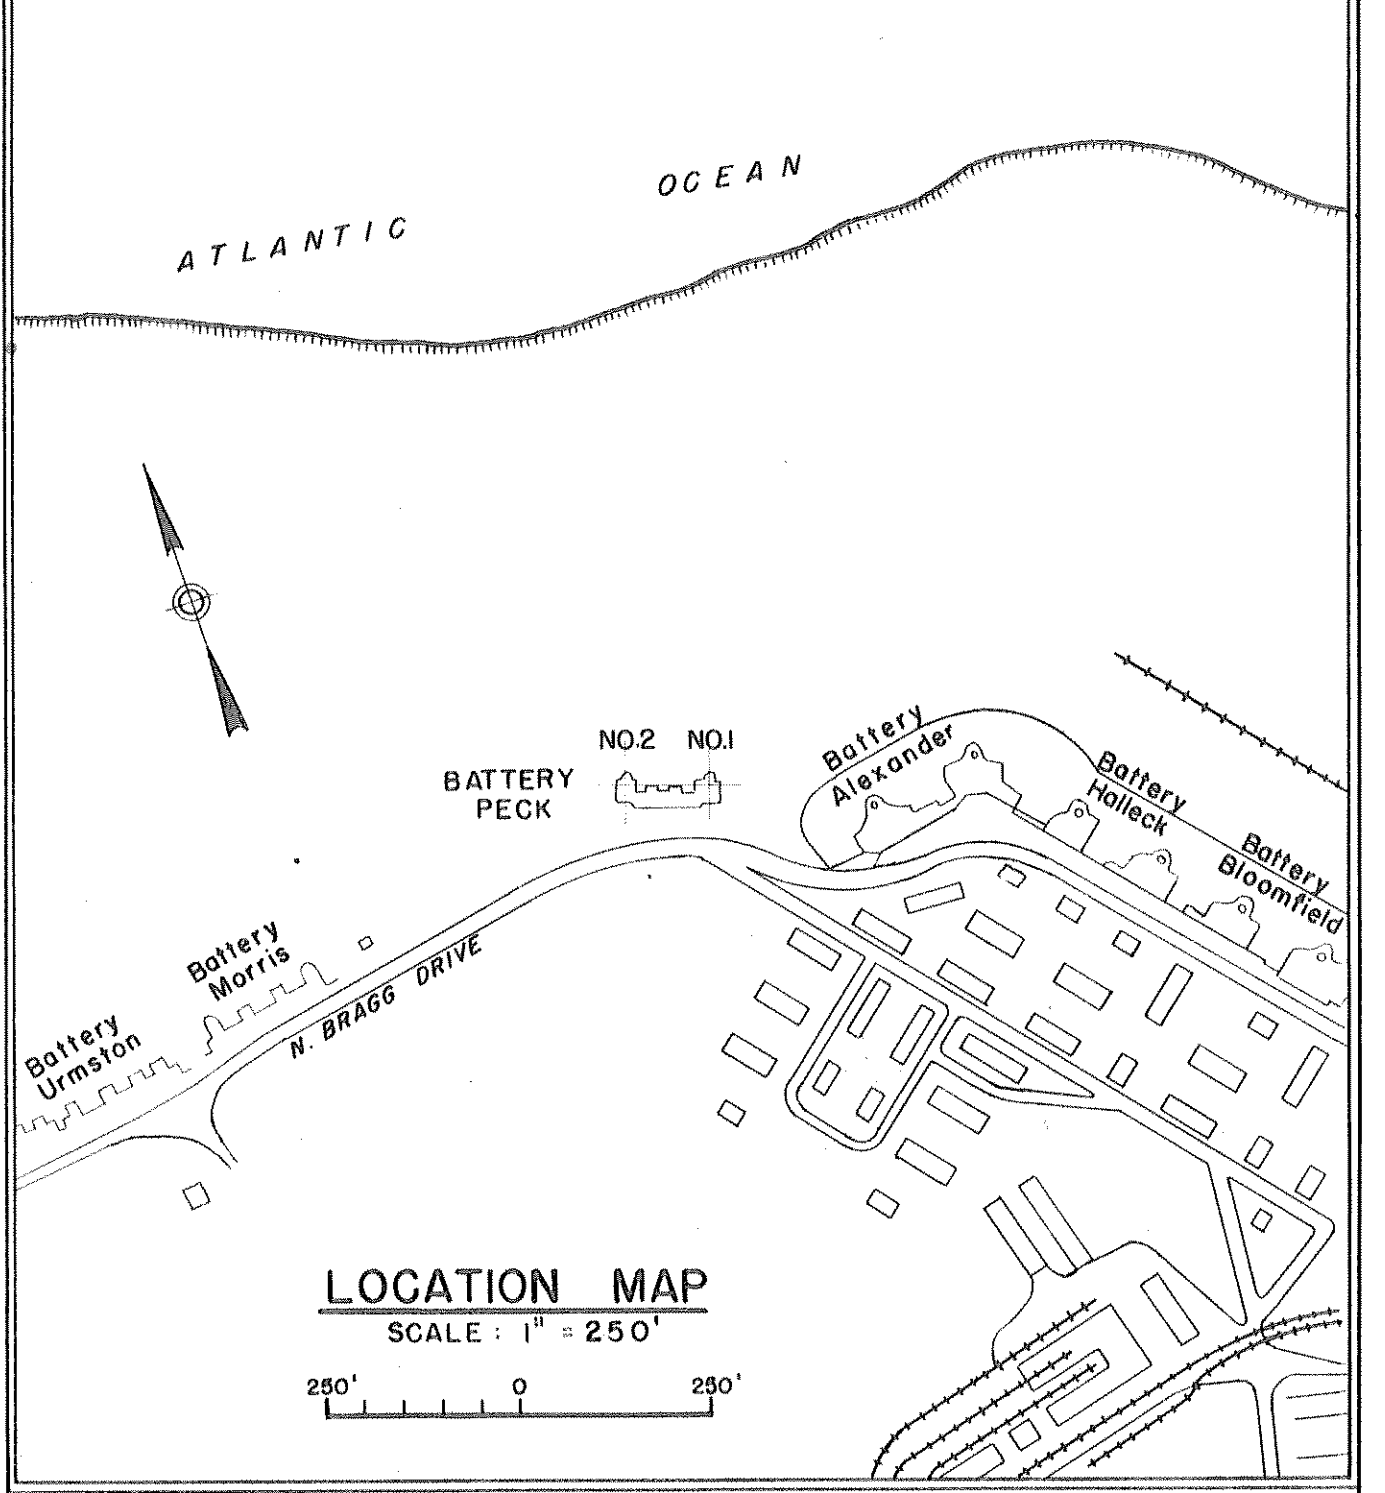 ATLANTIC OCEAN
NO.2 NO.1
BATTERY
PECK
Battery
Alexander
Battery
Halleck
Battery
Bloomfield
Battery
Morris
Battery
Urmston
N. BRAGG DRIVE
LOCATION MAP
SCALE : 1" = 250'
250' 0 250'